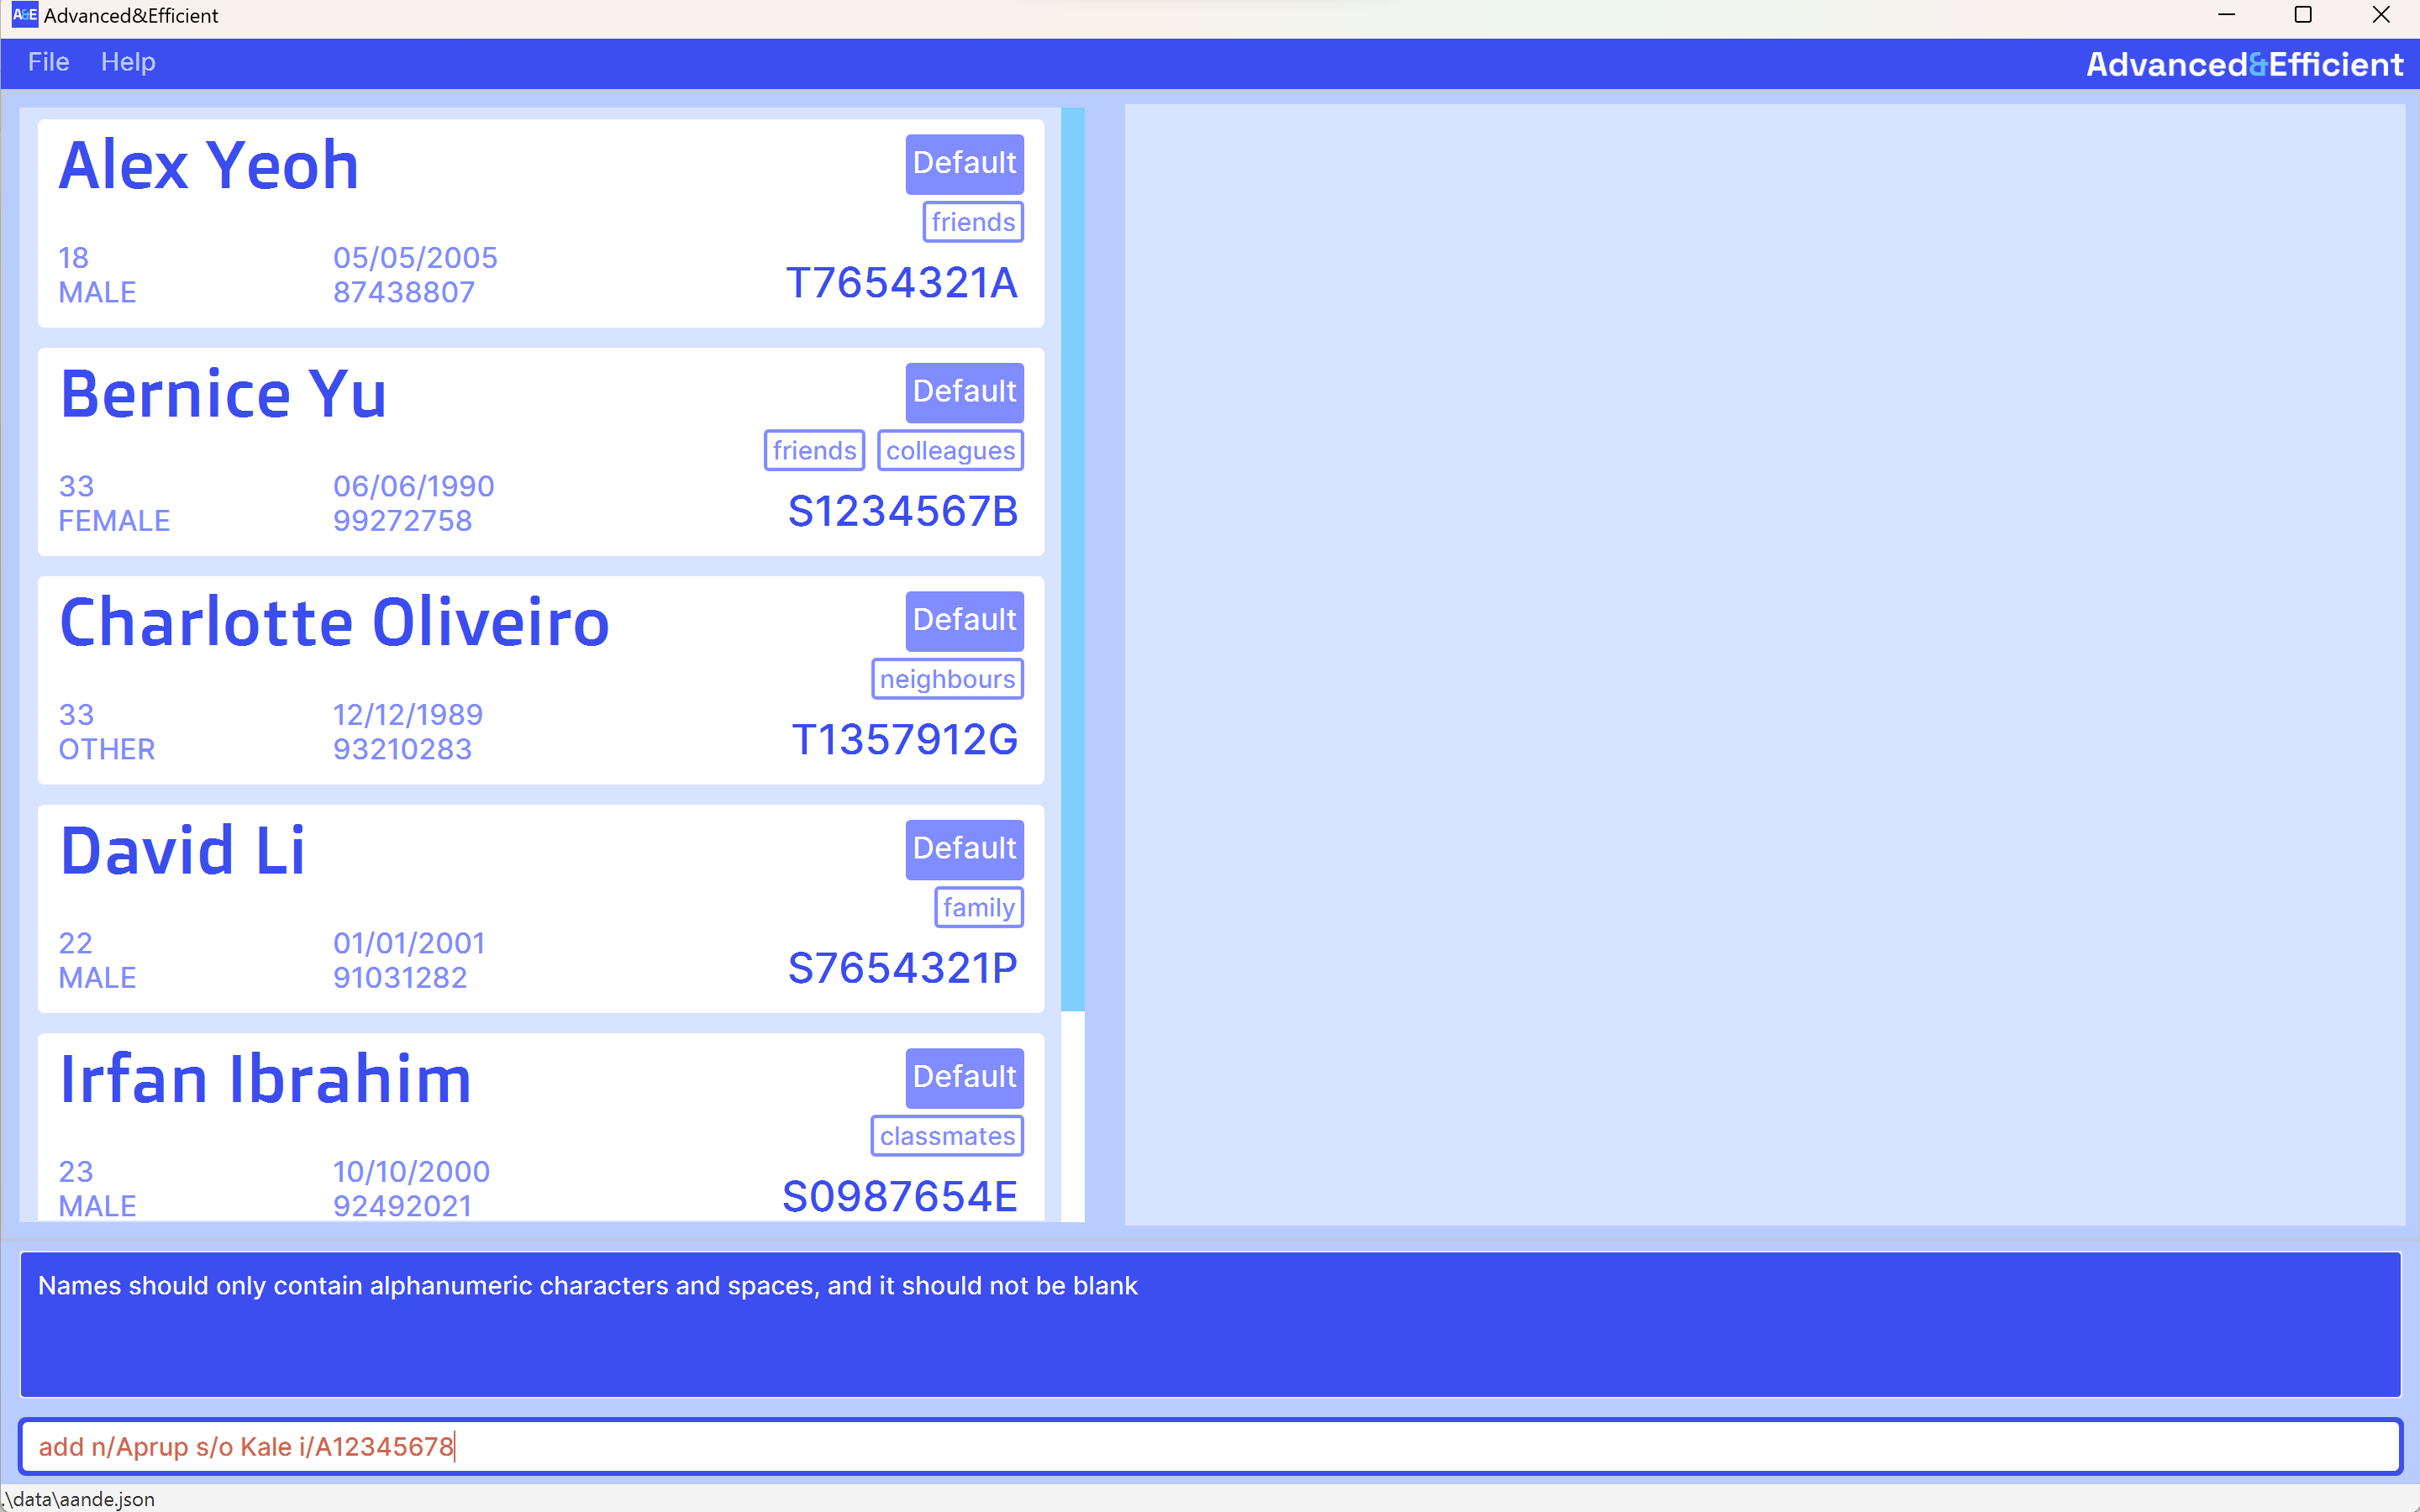 A&E Advanced&Efficient
File Help Advanced&Efficient
Alex Yeoh
Default
friends
18 05/05/2005
MALE 87438807
T7654321A
Bernice Yu
Default
friends colleagues
33 06/06/1990
FEMALE 99272758
S1234567B
Charlotte Oliveiro
Default
neighbours
33 12/12/1989
OTHER 93210283
T1357912G
David Li
Default
family
22 01/01/2001
MALE 91031282
S7654321P
Irfan Ibrahim
Default
classmates
23 10/10/2000
MALE 92492021
S0987654E
Names should only contain alphanumeric characters and spaces, and it should not be blank
add n/Aprup s/o Kale i/A12345678
.\data\aande.json